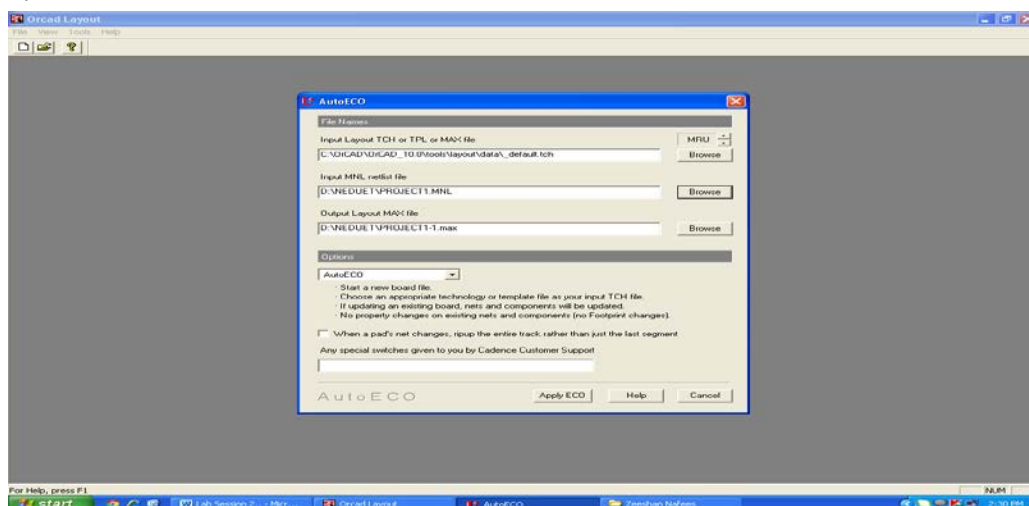 Orcad Layout
File View Tools Help
AutoECO
File Names
Input Layout TCH or TPL or MAX file
MRU
C:\OrCAD\OrCAD_10.0\tools\layout\data\_default.tch
Browse
Input MNL netlist file
D:\NEDUET\PROJECT1.MNL
Browse
Output Layout MAX file
D:\NEDUET\PROJECT1-1.max
Browse
Options
AutoECO
· Start a new board file.
· Choose an appropriate technology or template file as your input TCH file.
· If updating an existing board, nets and components will be updated.
· No property changes on existing nets and components (no Footprint changes).
When a pad's net changes, ripup the entire track rather than just the last segment
Any special switches given to you by Cadence Customer Support
AutoECO
Apply ECO
Help
Cancel
For Help, press F1
NUM
start
Lab Session 2... - Micr...
Orcad Layout
AutoECO
Zeeshan Nafees
2:30 PM